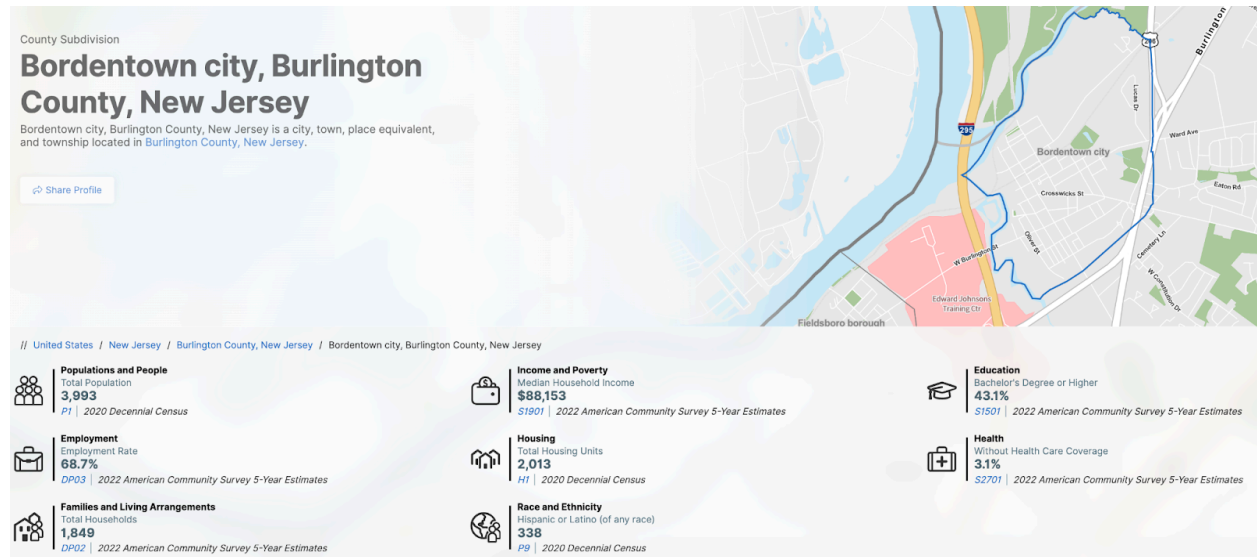 County Subdivision
Bordentown city, Burlington
County, New Jersey
Bordentown city, Burlington County, New Jersey is a city, town, place equivalent,
and township located in Burlington County, New Jersey.
Share Profile
Burlington
Lucas Dr
295
Ward Ave
Bordentown city
Eaton Rd
Crosswicks St
Oliver St
Cemetery Ln
W Burlington St
W Constitution Dr
Edward Johnsons
Training Ctr
Fieldsboro borough
// United States / New Jersey / Burlington County, New Jersey / Bordentown city, Burlington County, New Jersey
Populations and People
Total Population
3,993
P1 | 2020 Decennial Census
Income and Poverty
Median Household Income
$88,153
S1901 | 2022 American Community Survey 5-Year Estimates
Education
Bachelor's Degree or Higher
43.1%
S1501 | 2022 American Community Survey 5-Year Estimates
Employment
Employment Rate
68.7%
DP03 | 2022 American Community Survey 5-Year Estimates
Housing
Total Housing Units
2,013
H1 | 2020 Decennial Census
Health
Without Health Care Coverage
3.1%
S2701 | 2022 American Community Survey 5-Year Estimates
Families and Living Arrangements
Total Households
1,849
DP02 | 2022 American Community Survey 5-Year Estimates
Race and Ethnicity
Hispanic or Latino (of any race)
338
P9 | 2020 Decennial Census